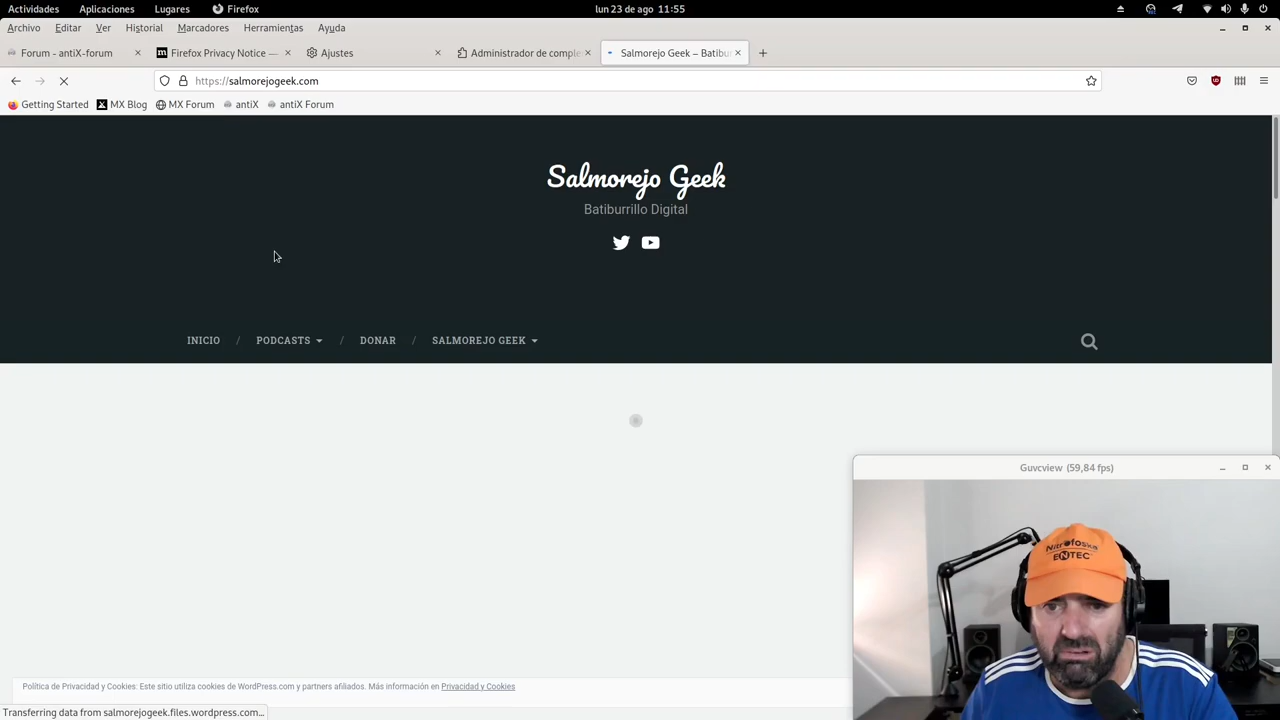 Actividades Aplicaciones Lugares Firefox lun 23 de ago 11:55
Archivo Editar Ver Historial Marcadores Herramientas Ayuda
Forum - antiX-forum Firefox Privacy Notice — Ajustes Administrador de comple Salmorejo Geek – Batibur
https://salmorejogeek.com
Getting Started MX Blog MX Forum antiX antiX Forum
Salmorejo Geek
Batiburrillo Digital
INICIO / PODCASTS / DONAR / SALMOREJO GEEK
Guvcview (59,84 fps)
Nitrofoska
ENTEC
Política de Privacidad y Cookies: Este sitio utiliza cookies de WordPress.com y partners afiliados. Más información en Privacidad y Cookies
Transferring data from salmorejogeek.files.wordpress.com…